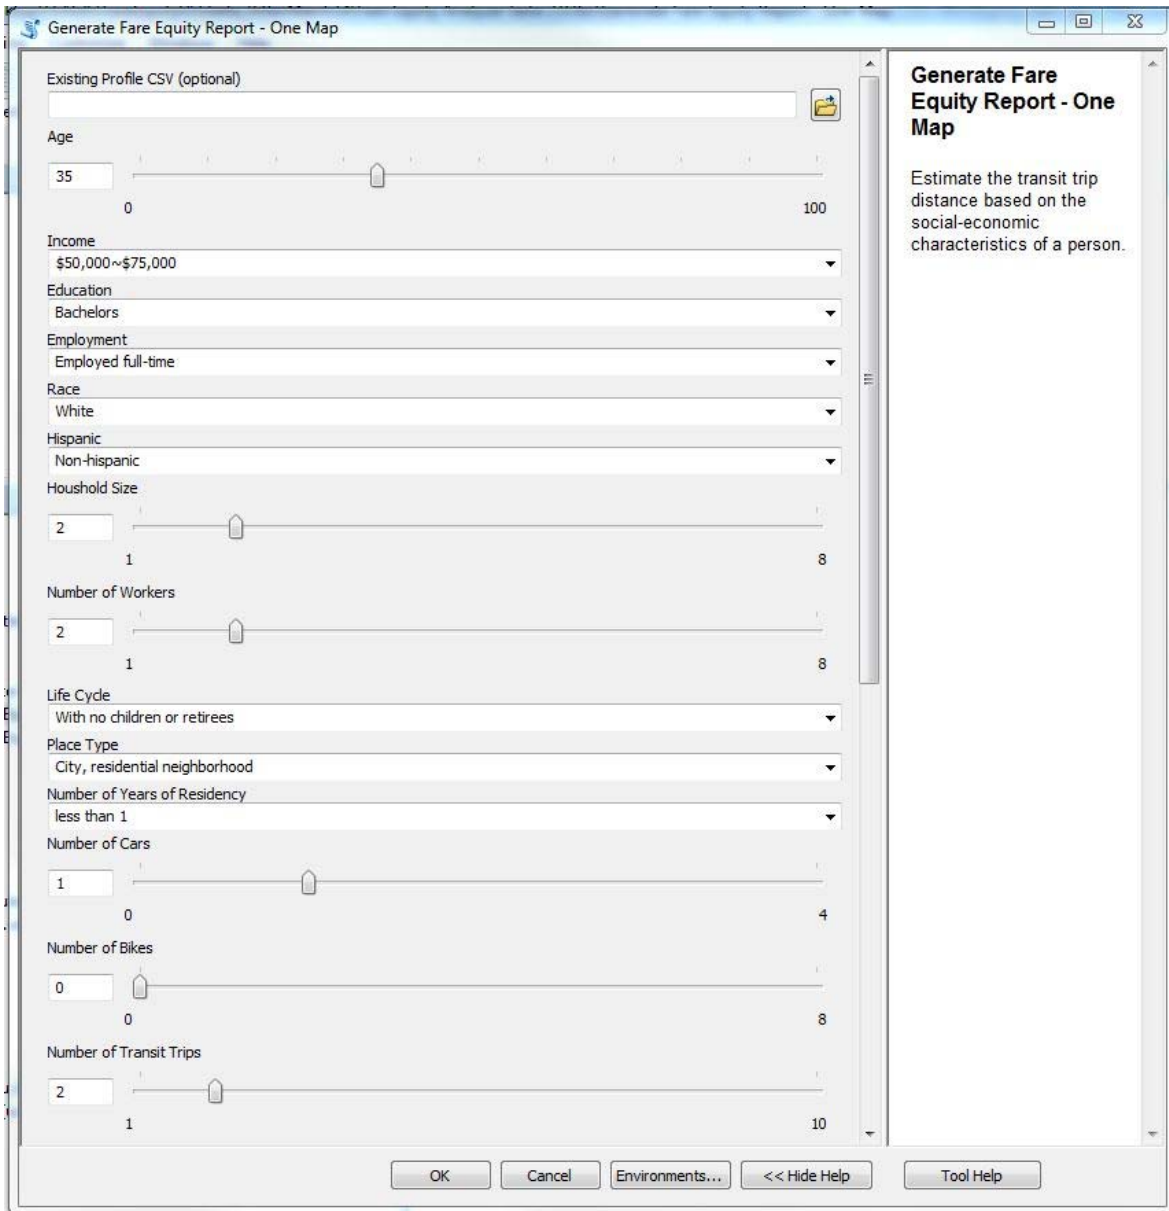 Generate Fare Equity Report - One Map
Existing Profile CSV (optional)
Age
35
0 100
Income
$50,000~$75,000
Education
Bachelors
Employment
Employed full-time
Race
White
Hispanic
Non-hispanic
Houshold Size
2
1 8
Number of Workers
2
1 8
Life Cycle
With no children or retirees
Place Type
City, residential neighborhood
Number of Years of Residency
less than 1
Number of Cars
1
0 4
Number of Bikes
0
0 8
Number of Transit Trips
2
1 10
OK Cancel Environments... << Hide Help Tool Help
Generate Fare
Equity Report - One
Map
Estimate the transit trip
distance based on the
social-economic
characteristics of a person.